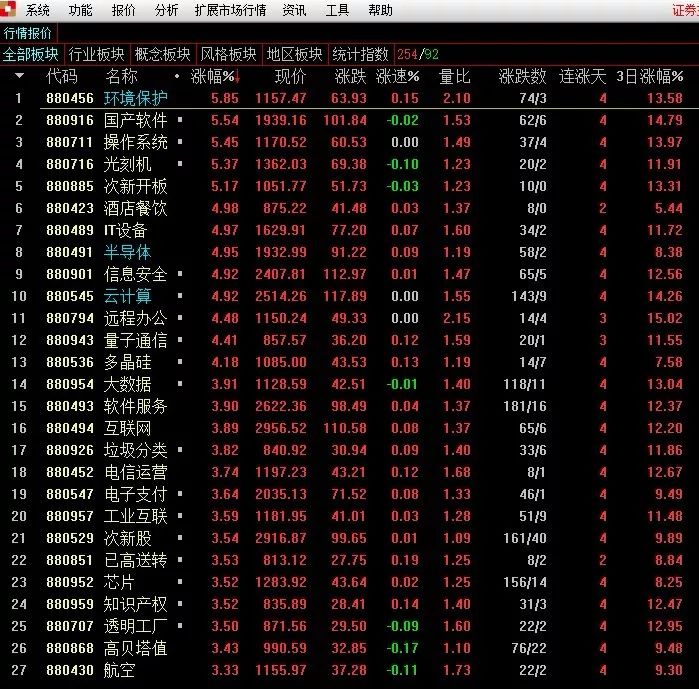 系统 功能 报价 分析 扩展市场行情 资讯 工具 帮助 证券
行情报价
全部板块 行业板块 概念板块 风格板块 地区板块 统计指数 254/92
代码 名称 涨幅%↓ 现价 涨跌 涨速% 量比 涨跌数 连涨天 3日涨幅%
1 880456 环境保护 5.85 1157.47 63.93 0.15 2.10 74/3 4 13.58
2 880916 国产软件 5.54 1939.16 101.84 -0.02 1.53 62/6 4 14.79
3 880711 操作系统 5.45 1170.52 60.53 0.00 1.49 37/4 4 13.97
4 880716 光刻机 5.37 1362.03 69.38 -0.10 1.23 20/2 4 11.91
5 880885 次新开板 5.17 1051.77 51.73 -0.03 1.23 10/0 4 13.31
6 880423 酒店餐饮 4.98 875.22 41.48 0.03 1.37 8/0 2 5.44
7 880489 IT设备 4.97 1629.91 77.20 0.07 1.60 34/2 4 11.72
8 880491 半导体 4.95 1932.99 91.22 0.09 1.19 58/2 4 8.38
9 880901 信息安全 4.92 2407.81 112.97 0.01 1.47 65/5 4 12.56
10 880545 云计算 4.92 2514.26 117.89 0.00 1.55 143/9 4 14.26
11 880794 远程办公 4.48 1150.24 49.33 0.00 2.15 14/4 3 15.02
12 880943 量子通信 4.41 857.57 36.20 0.12 1.59 20/1 3 11.55
13 880536 多晶硅 4.18 1085.00 43.53 0.13 1.19 14/7 4 7.58
14 880954 大数据 3.91 1128.59 42.51 -0.01 1.40 118/11 4 13.04
15 880493 软件服务 3.90 2622.36 98.49 0.04 1.37 181/16 4 12.37
16 880494 互联网 3.89 2956.52 110.58 0.08 1.37 65/6 4 12.20
17 880926 垃圾分类 3.82 840.92 30.94 0.09 1.40 33/6 4 11.86
18 880452 电信运营 3.74 1197.23 43.21 0.12 1.68 8/1 4 12.67
19 880547 电子支付 3.64 2035.13 71.52 0.08 1.33 46/1 4 9.49
20 880957 工业互联 3.59 1181.95 41.01 0.03 1.28 51/9 4 11.48
21 880529 次新股 3.54 2916.87 99.65 0.01 1.09 161/40 4 9.89
22 880851 已高送转 3.53 813.12 27.75 0.19 1.25 8/2 2 8.84
23 880952 芯片 3.52 1283.92 43.64 0.02 1.25 156/14 4 8.25
24 880959 知识产权 3.52 835.89 28.41 0.14 1.40 31/3 4 12.47
25 880707 透明工厂 3.50 871.56 29.50 -0.09 1.60 22/2 4 12.95
26 880868 高贝塔值 3.43 990.59 32.85 -0.17 1.10 76/22 4 9.48
27 880430 航空 3.33 1155.97 37.28 -0.11 1.73 22/2 4 9.30